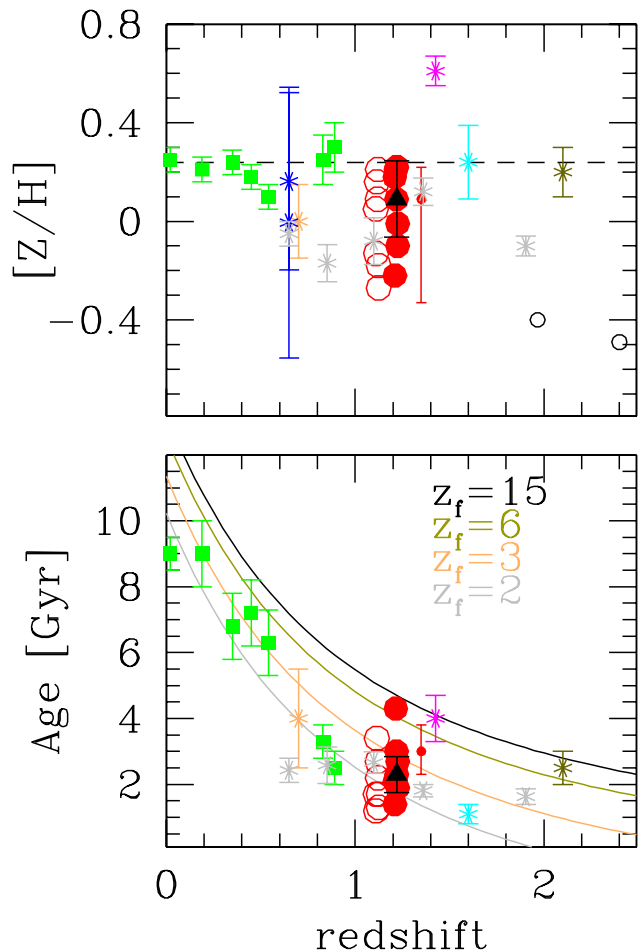 0.8
0.4
0
−0.4
[Z/H]
z_f=15
z_f=6
z_f=3
z_f=2
10
8
6
4
2
Age [Gyr]
0 1 2
redshift